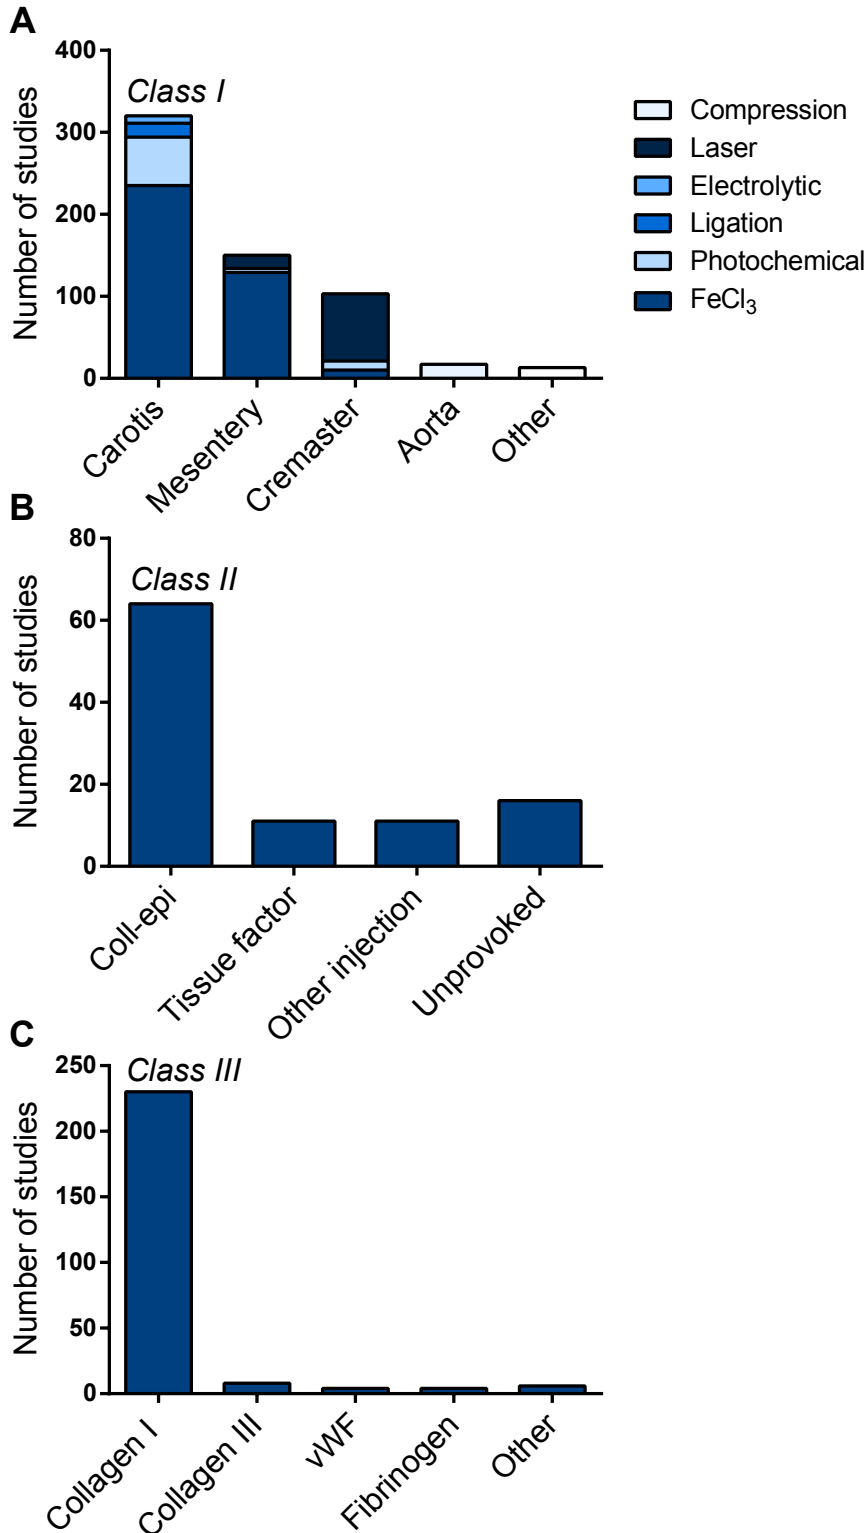 A
400
300
200
100
0
Number of studies
Class I
Compression
Laser
Electrolytic
Ligation
Photochemical
FeCl₃
Carotis
Mesentery
Cremaster
Aorta
Other
B
80
60
40
20
0
Number of studies
Class II
Coll-epi
Tissue factor
Other injection
Unprovoked
C
250
200
150
100
50
0
Number of studies
Class III
Collagen I
Collagen III
vWF
Fibrinogen
Other